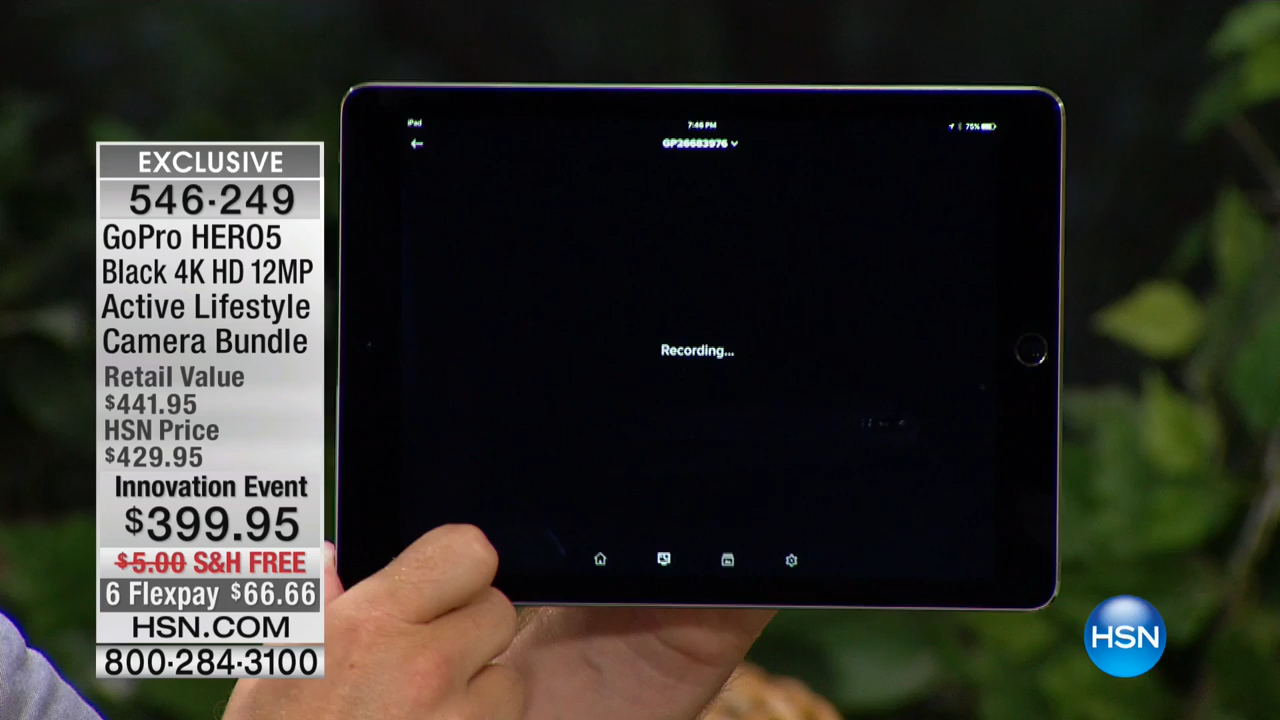 EXCLUSIVE
546·249
GoPro HERO5
Black 4K HD 12MP
Active Lifestyle
Camera Bundle
Retail Value
$441.95
HSN Price
$429.95
Innovation Event
$399.95
$5.00 S&H FREE
6 Flexpay $66.66
HSN.COM
800·284·3100
iPad
7:46 PM
75%
GP26683976
Recording...
HSN